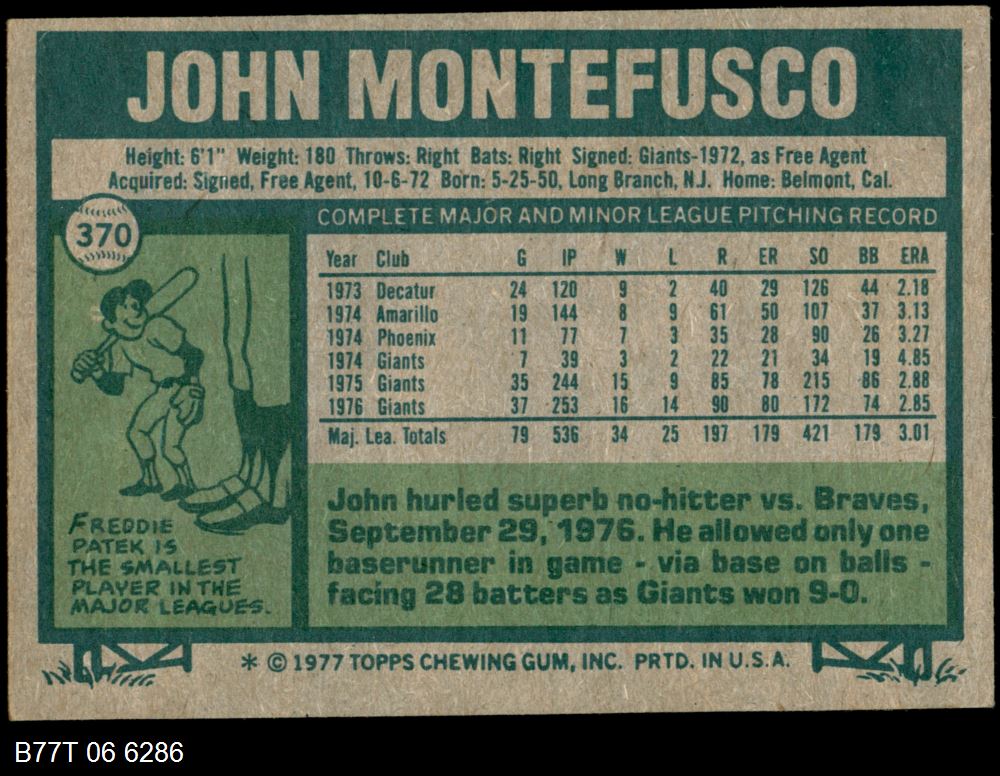 JOHN MONTEFUSCO
Height: 6'1" Weight: 180 Throws: Right Bats: Right Signed: Giants-1972, as Free Agent
Acquired: Signed, Free Agent, 10-6-72 Born: 5-25-50, Long Branch, N.J. Home: Belmont, Cal.
370
COMPLETE MAJOR AND MINOR LEAGUE PITCHING RECORD
Year Club G IP W L R ER SO BB ERA
1973 Decatur 24 120 9 2 40 29 126 44 2.18
1974 Amarillo 19 144 8 9 61 50 107 37 3.13
1974 Phoenix 11 77 7 3 35 28 90 26 3.27
1974 Giants 7 39 3 2 22 21 34 19 4.85
1975 Giants 35 244 15 9 85 78 215 86 2.88
1976 Giants 37 253 16 14 90 80 172 74 2.85
Maj. Lea. Totals 79 536 34 25 197 179 421 179 3.01
FREDDIE
PATEK IS
THE SMALLEST
PLAYER IN THE
MAJOR LEAGUES.
John hurled superb no-hitter vs. Braves,
September 29, 1976. He allowed only one
baserunner in game - via base on balls -
facing 28 batters as Giants won 9-0.
* © 1977 TOPPS CHEWING GUM, INC. PRTD. IN U.S.A.
B77T 06 6286